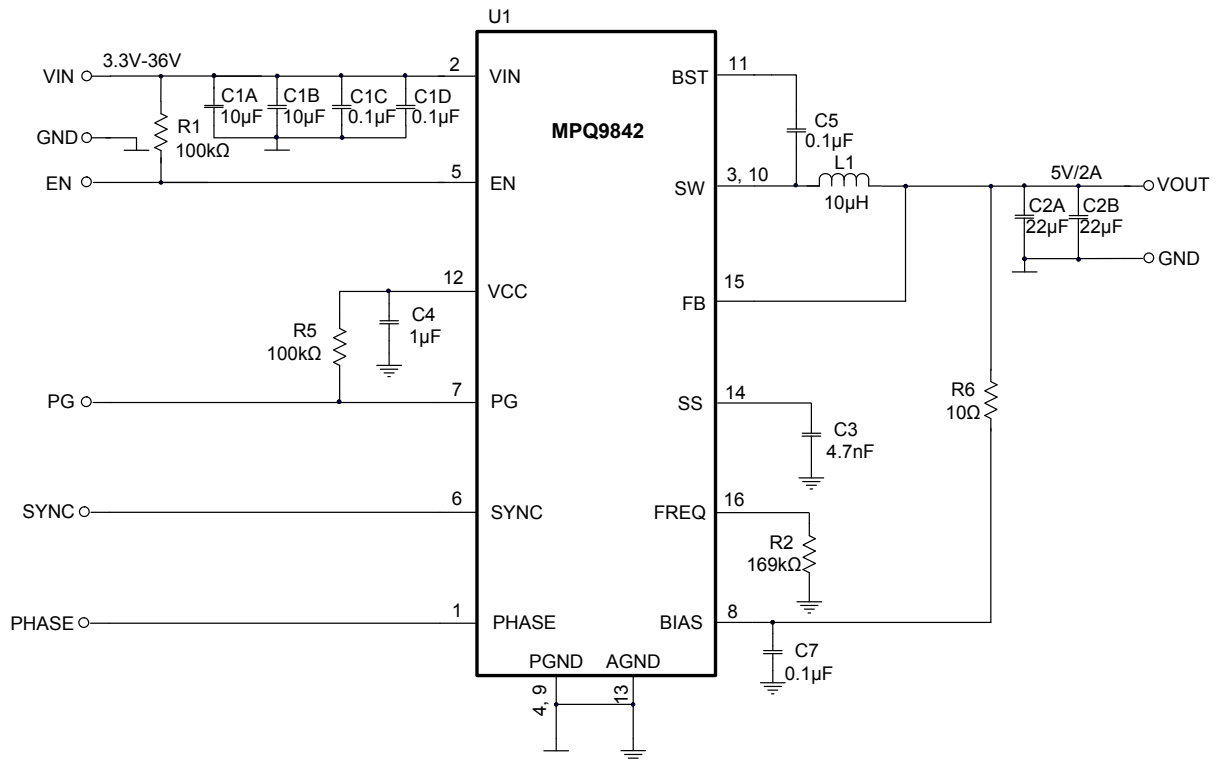 U1
VIN
3.3V-36V
2
VIN
C1A
10µF
C1B
10µF
C1C
0.1µF
C1D
0.1µF
GND
R1
100kΩ
EN
5
EN
MPQ9842
BST
11
C5
0.1µF
SW
3, 10
L1
10µH
5V/2A
VOUT
C2A
22µF
C2B
22µF
GND
12
VCC
R5
100kΩ
C4
1µF
FB
15
PG
7
PG
SS
14
C3
4.7nF
R6
10Ω
SYNC
6
SYNC
FREQ
16
R2
169kΩ
PHASE
1
PHASE
BIAS
8
C7
0.1µF
PGND
AGND
4, 9
13